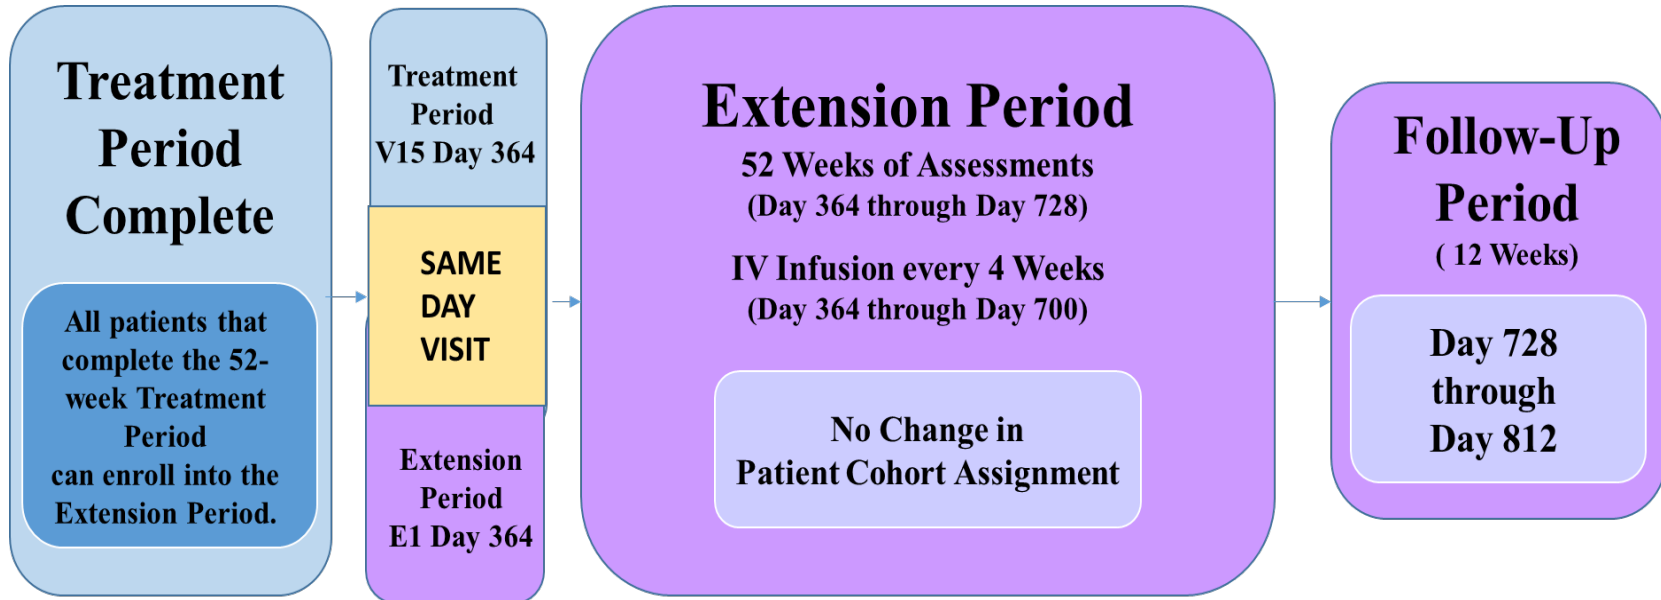 Treatment
Period
Complete
All patients that
complete the 52-
week Treatment
Period
can enroll into the
Extension Period.
Treatment
Period
V15 Day 364
SAME
DAY
VISIT
Extension
Period
E1 Day 364
Extension Period
52 Weeks of Assessments
(Day 364 through Day 728)
IV Infusion every 4 Weeks
(Day 364 through Day 700)
No Change in
Patient Cohort Assignment
Follow-Up
Period
( 12 Weeks)
Day 728
through
Day 812